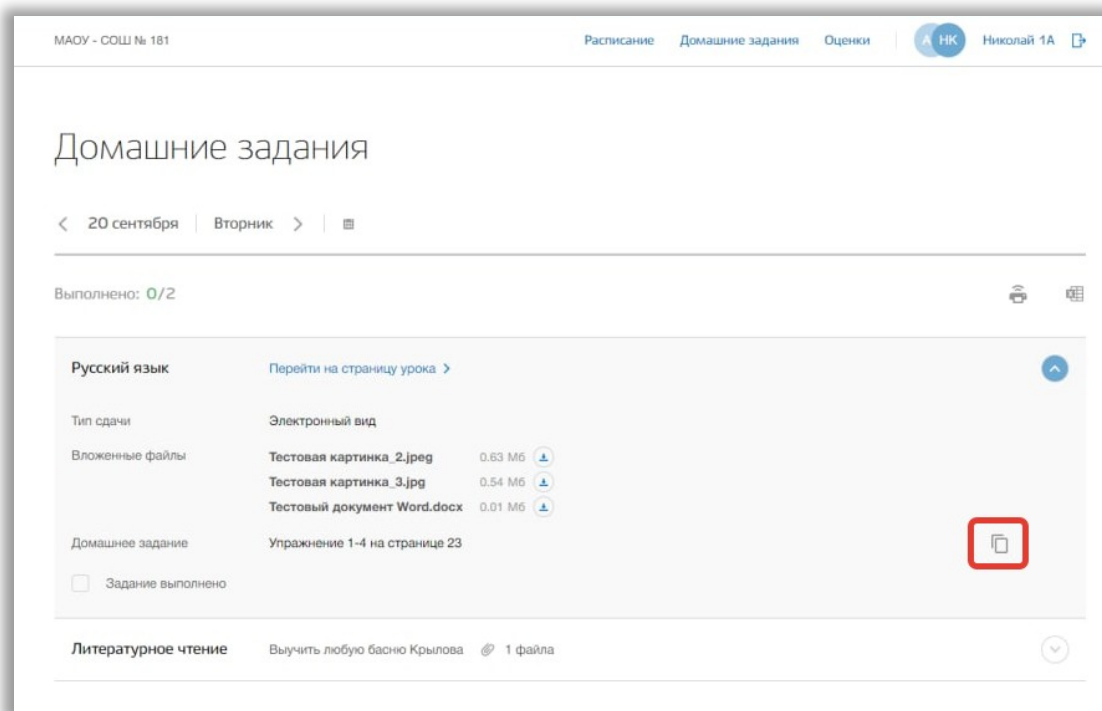 МАОУ - СОШ № 181 Расписание Домашние задания Оценки А НК Николай 1А
Домашние задания
20 сентября Вторник
Выполнено: 0/2
Русский язык Перейти на страницу урока
Тип сдачи Электронный вид
Вложенные файлы Тестовая картинка_2.jpeg 0.63 Мб
Тестовая картинка_3.jpg 0.54 Мб
Тестовый документ Word.docx 0.01 Мб
Домашнее задание Упражнение 1-4 на странице 23
Задание выполнено
Литературное чтение Выучить любую басню Крылова 1 файла